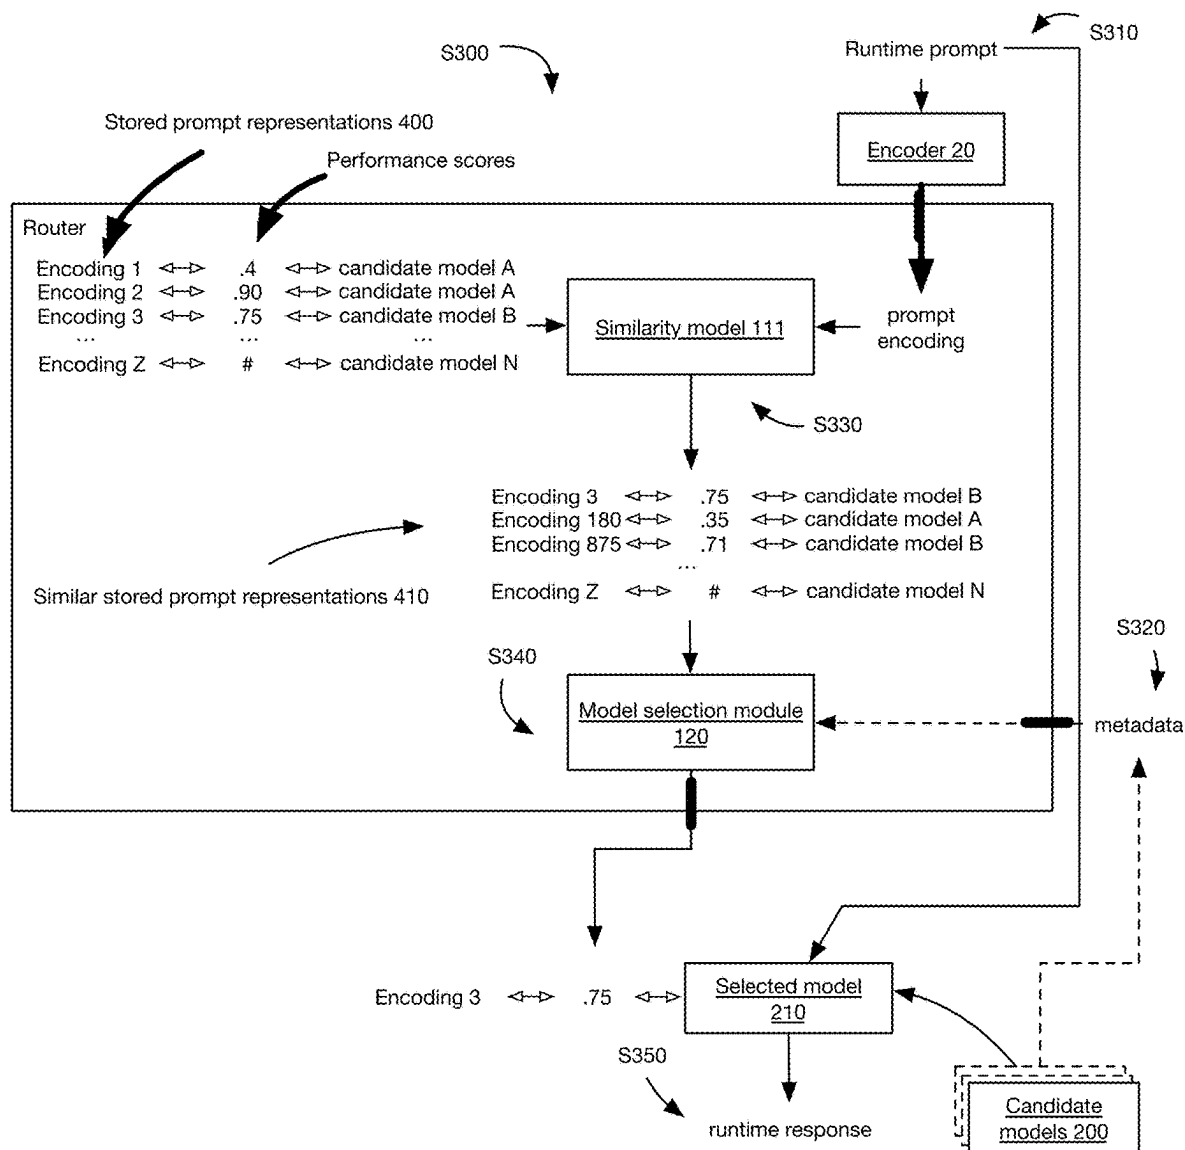 S310
Runtime prompt
S300
Stored prompt representations 400
Encoder 20
Performance scores
Router
Encoding 1 .4 candidate model A
Encoding 2 .90 candidate model A
Encoding 3 .75 candidate model B
... ... ...
Encoding Z # candidate model N
Similarity model 111
prompt
encoding
S330
Encoding 3 .75 candidate model B
Encoding 180 .35 candidate model A
Encoding 875 .71 candidate model B
...
Encoding Z # candidate model N
Similar stored prompt representations 410
S320
S340
Model selection module
120
metadata
Encoding 3 .75
Selected model
210
S350
runtime response
Candidate
models 200